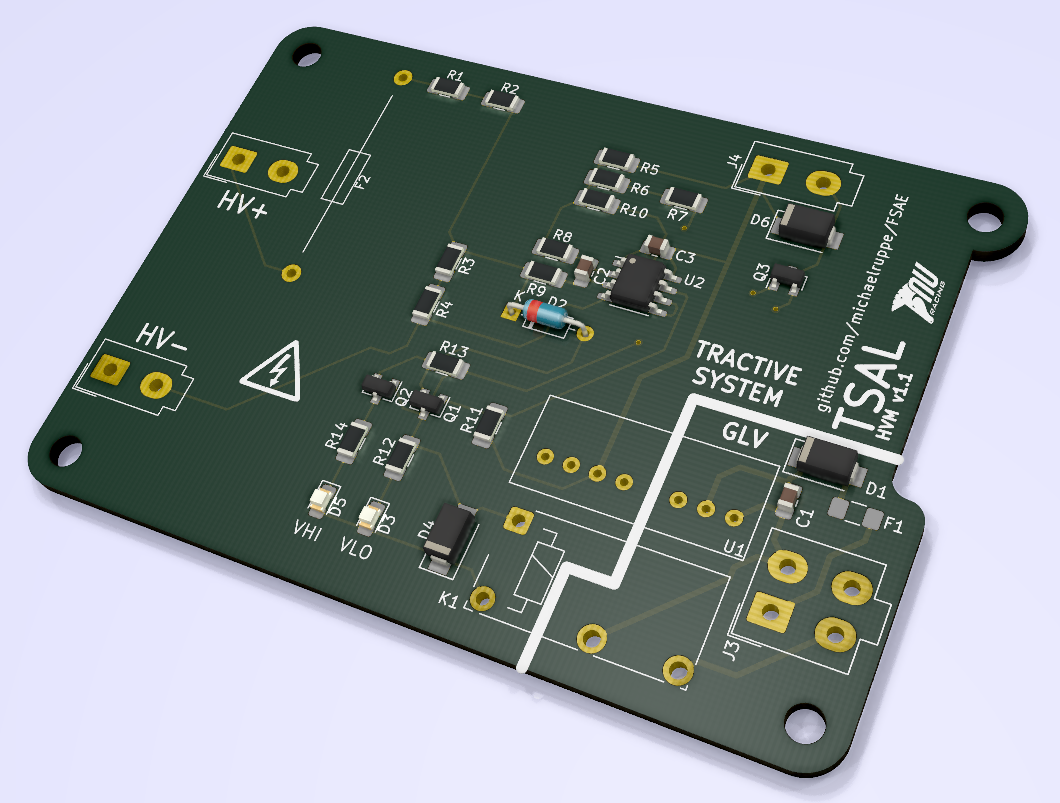 R1
R2
F2
HV+
R5
R6
R10
R7
J4
D6
Q3
R8
C3
C2
U2
R9
K
D2
R3
R4
HV-
R13
Q2
Q1
R11
R14
R12
TRACTIVE
SYSTEM
GLV
github.com/michaelruppe/FSAE
TSAL
HVM v1.1
RACING
D5
D3
D4
VHI
VLO
K1
U1
D1
C1
F1
J3